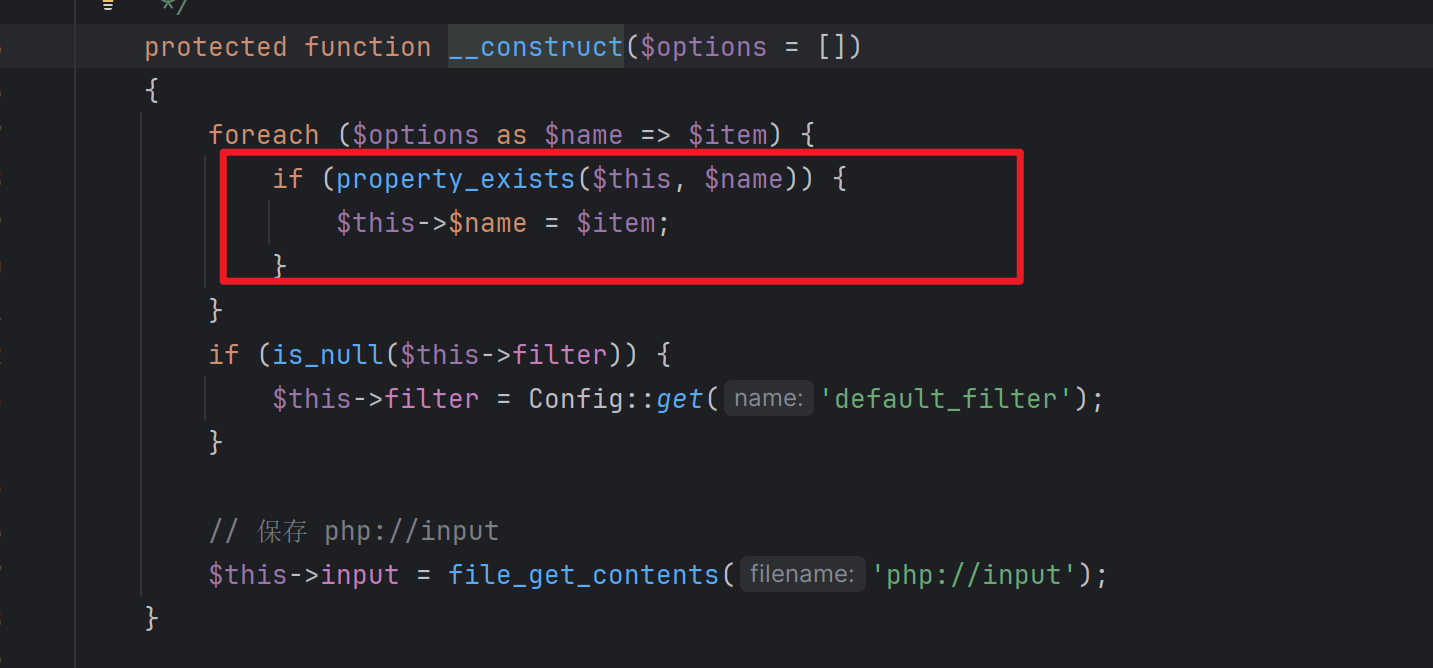 */
protected function __construct($options = [])
{
foreach ($options as $name => $item) {
if (property_exists($this, $name)) {
$this->$name = $item;
}
}
if (is_null($this->filter)) {
$this->filter = Config::get( name: 'default_filter');
}
// 保存 php://input
$this->input = file_get_contents( filename: 'php://input');
}